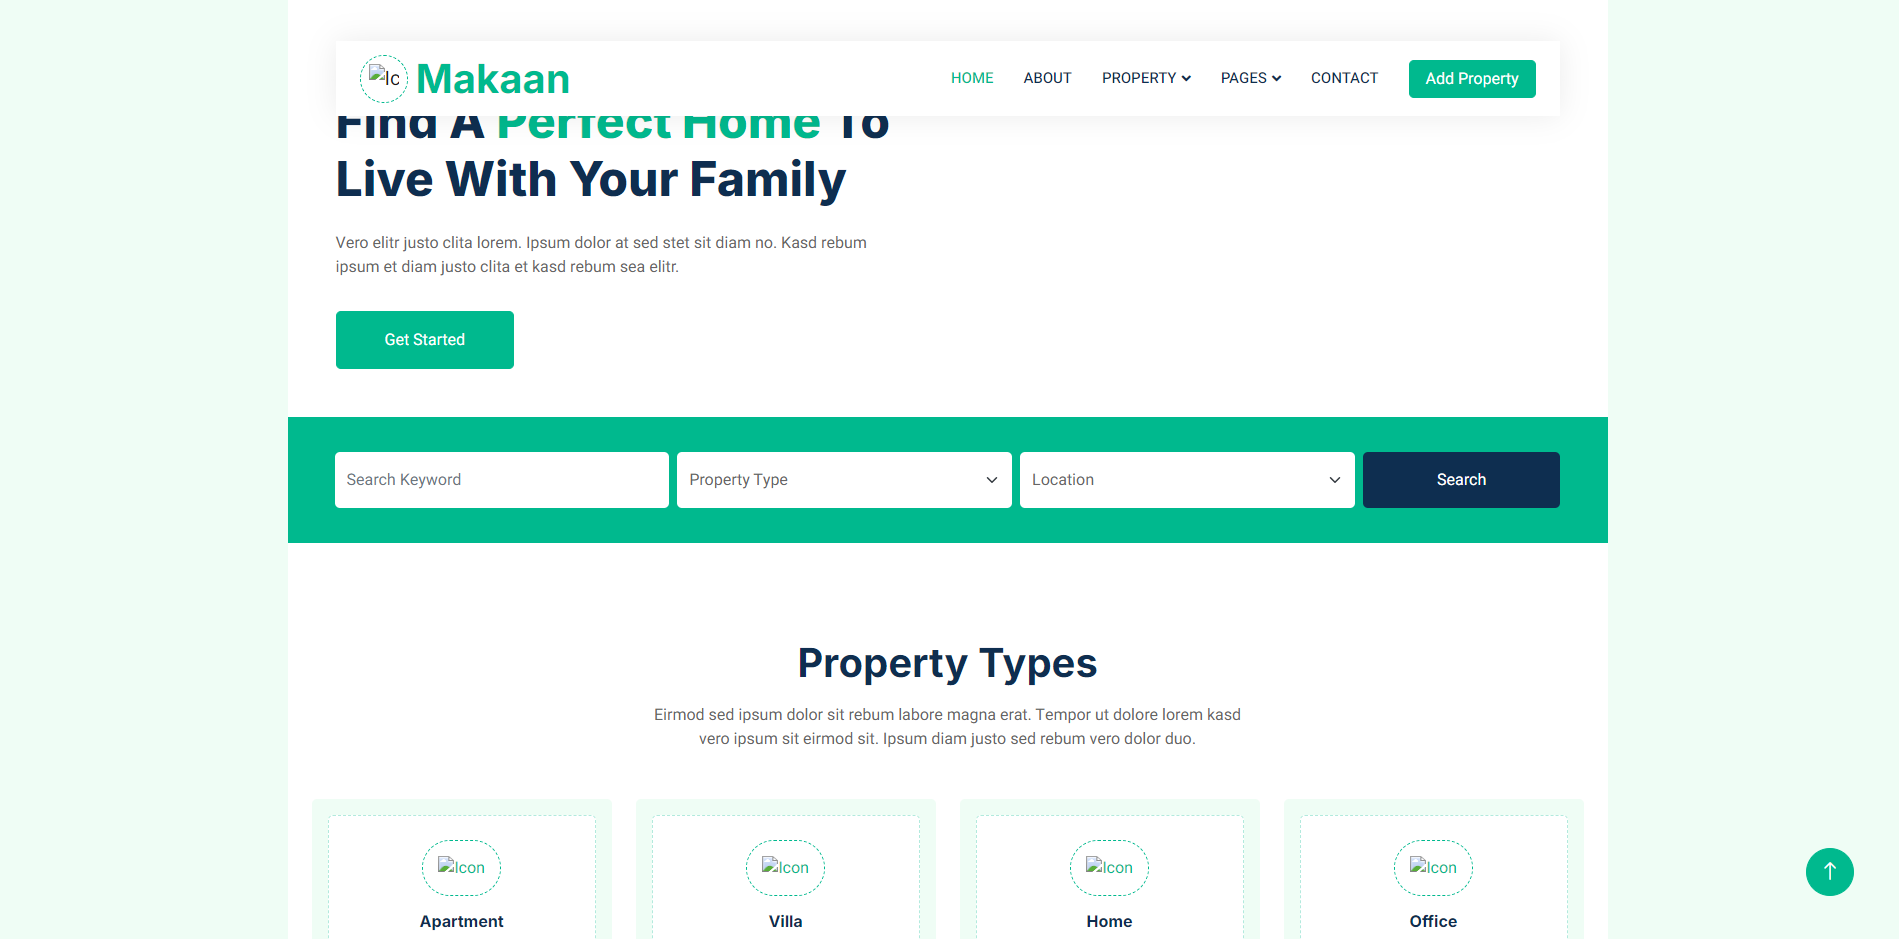 Ic
Makaan
HOME
ABOUT
PROPERTY
PAGES
CONTACT
Add Property
Find A Perfect Home To
Live With Your Family
Vero elitr justo clita lorem. Ipsum dolor at sed stet sit diam no. Kasd rebum
ipsum et diam justo clita et kasd rebum sea elitr.
Get Started
Search Keyword
Property Type
Location
Search
Property Types
Eirmod sed ipsum dolor sit rebum labore magna erat. Tempor ut dolore lorem kasd
vero ipsum sit eirmod sit. Ipsum diam justo sed rebum vero dolor duo.
Icon
Icon
Icon
Icon
Apartment
Villa
Home
Office